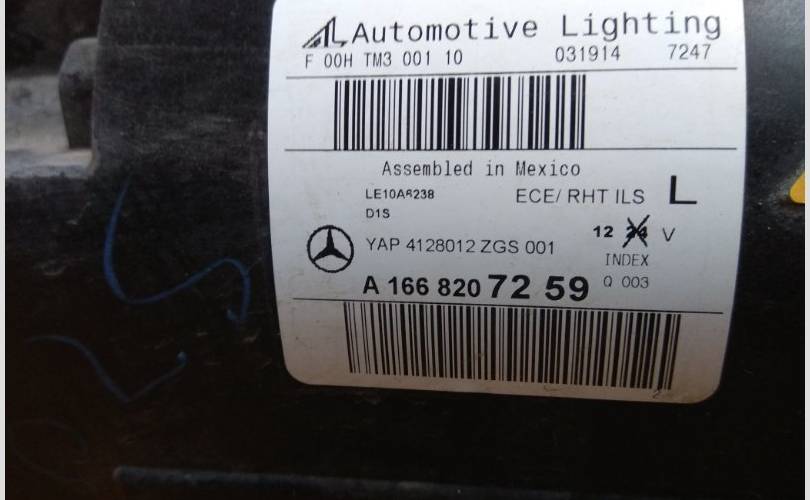 AL Automotive Lighting
F 00H TM3 001 10 031914 7247
Assembled in Mexico
LE10A6238 ECE/ RHT ILS L
D1S
YAP 4128012 ZGS 001 12 24 V
INDEX
A 166 820 72 59 Q 003